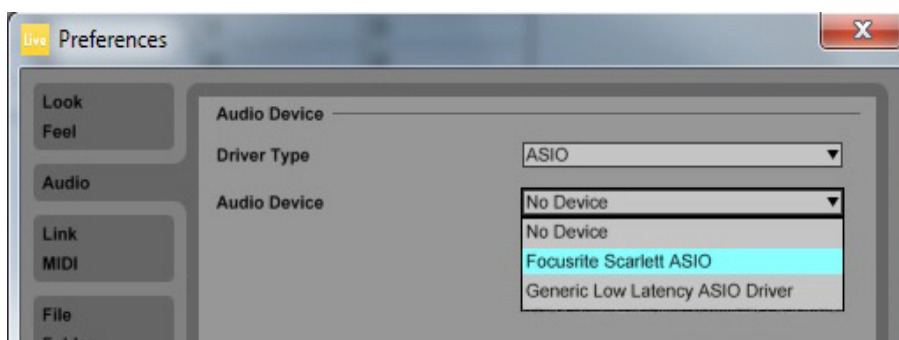 Live Preferences X
Look
Feel
Audio
Link
MIDI
File
Audio Device
Driver Type ASIO
Audio Device No Device
No Device
Focusrite Scarlett ASIO
Generic Low Latency ASIO Driver